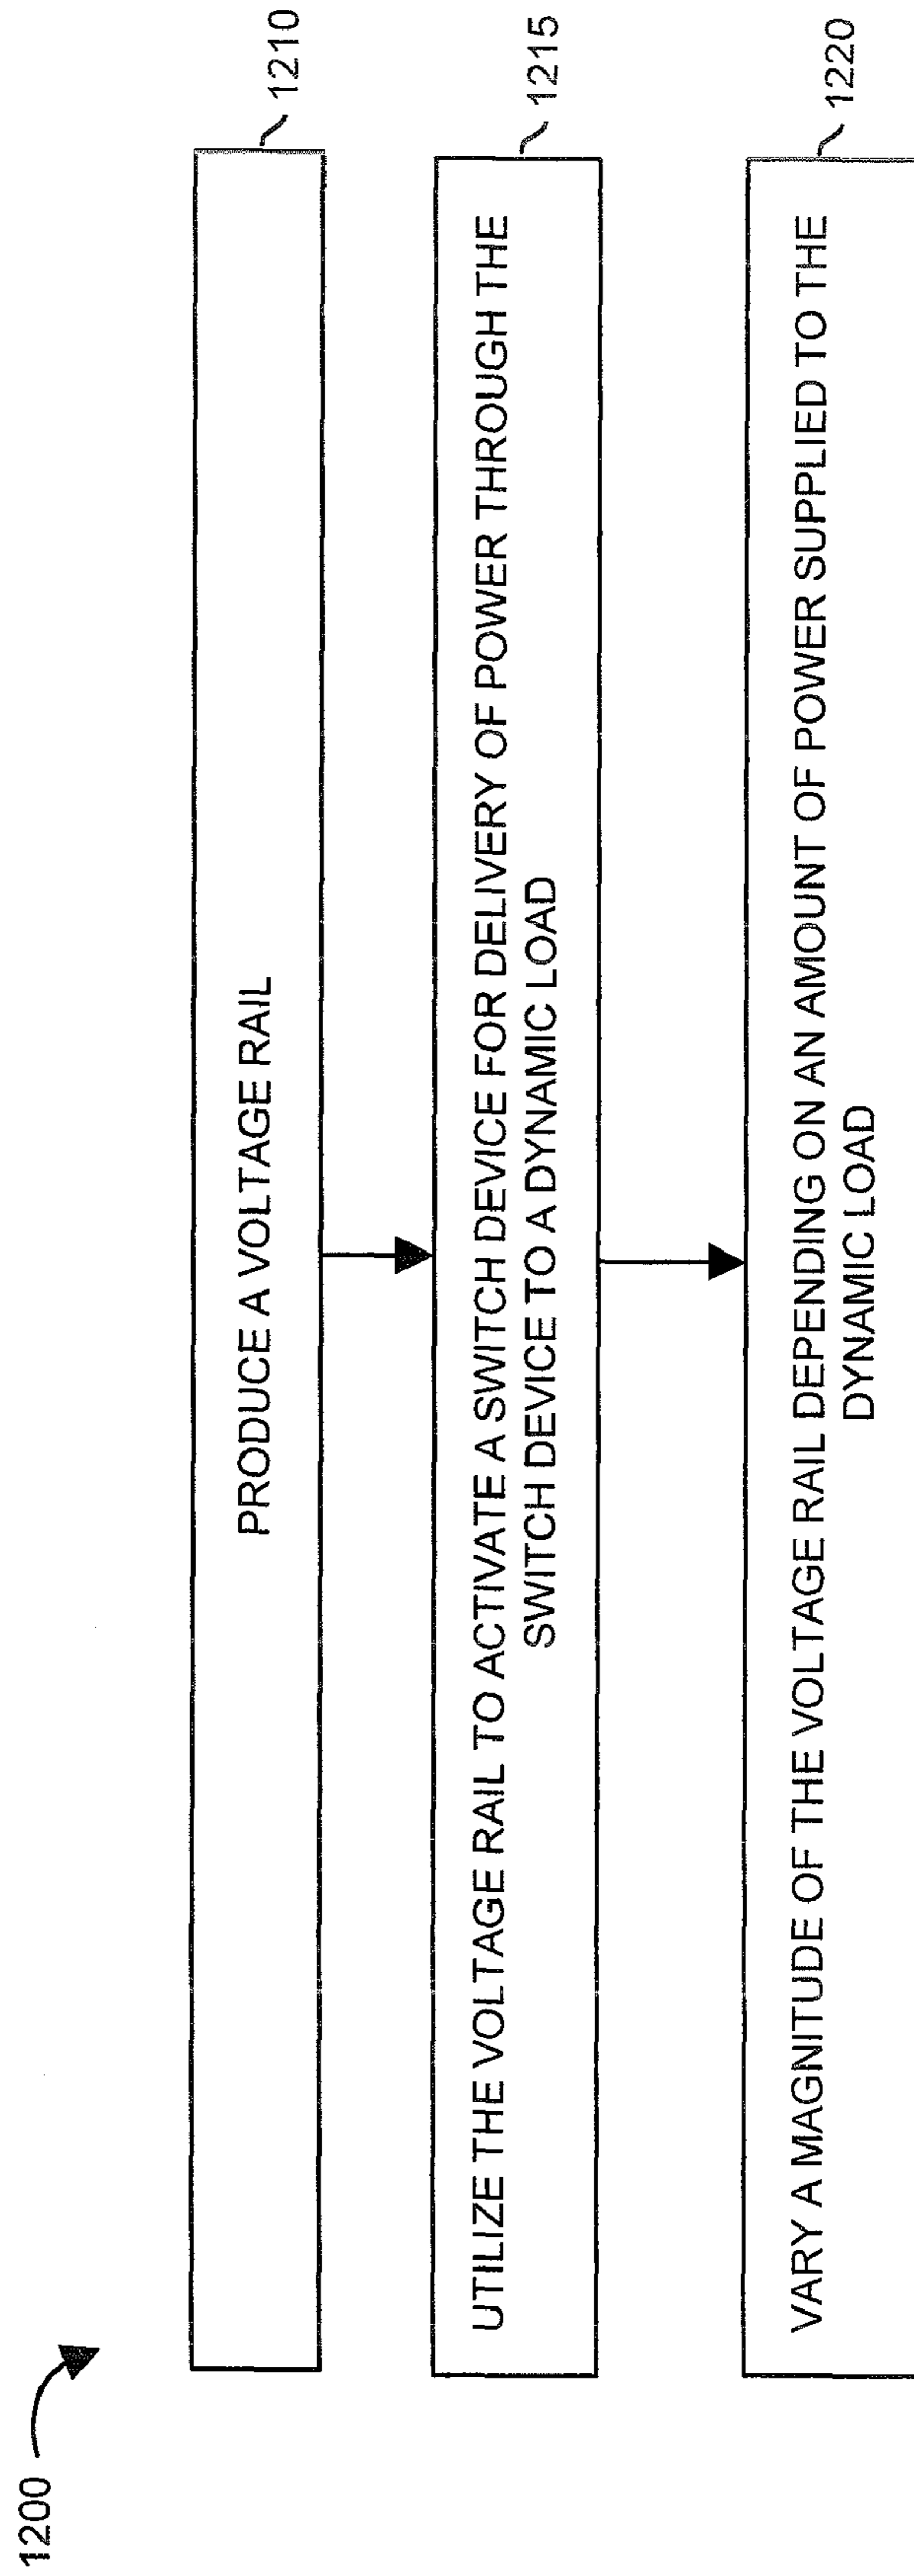 1200
PRODUCE A VOLTAGE RAIL
1210
UTILIZE THE VOLTAGE RAIL TO ACTIVATE A SWITCH DEVICE FOR DELIVERY OF POWER THROUGH THE
SWITCH DEVICE TO A DYNAMIC LOAD
1215
VARY A MAGNITUDE OF THE VOLTAGE RAIL DEPENDING ON AN AMOUNT OF POWER SUPPLIED TO THE
DYNAMIC LOAD
1220